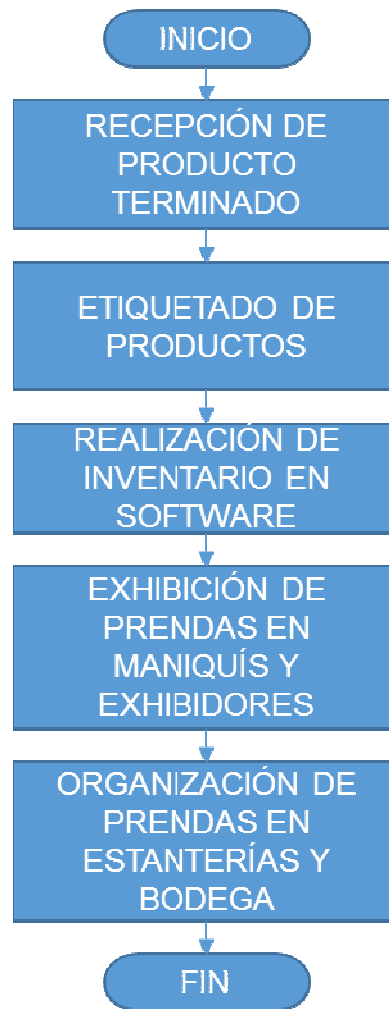 INICIO
RECEPCIÓN DE
PRODUCTO
TERMINADO
ETIQUETADO DE
PRODUCTOS
REALIZACIÓN DE
INVENTARIO EN
SOFTWARE
EXHIBICIÓN DE
PRENDAS EN
MANIQUÍS Y
EXHIBIDORES
ORGANIZACIÓN DE
PRENDAS EN
ESTANTERÍAS Y
BODEGA
FIN